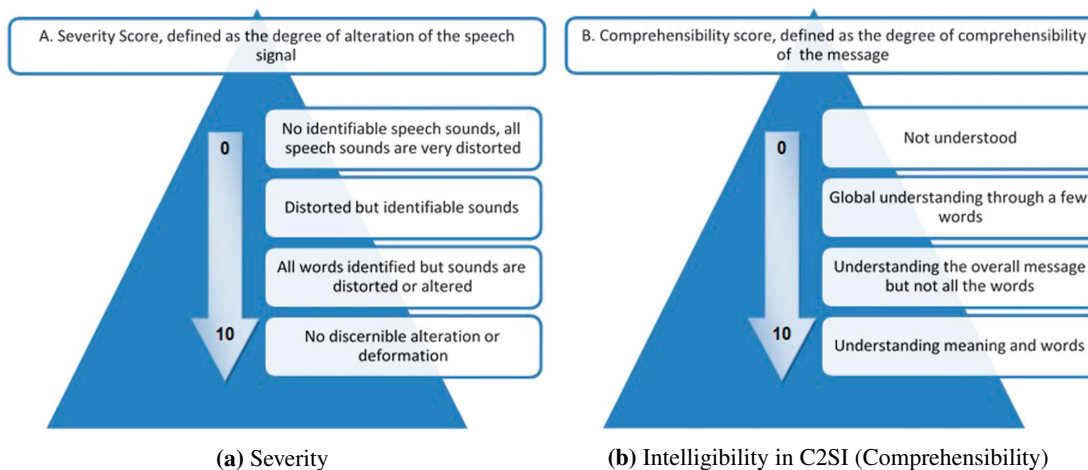 A. Severity Score, defined as the degree of alteration of the speech
signal
0
No identifiable speech sounds, all
speech sounds are very distorted
Distorted but identifiable sounds
All words identified but sounds are
distorted or altered
10
No discernible alteration or
deformation
(a) Severity
B. Comprehensibility score, defined as the degree of comprehensibility
of the message
0
Not understood
Global understanding through a few
words
Understanding the overall message
but not all the words
10
Understanding meaning and words
(b) Intelligibility in C2SI (Comprehensibility)